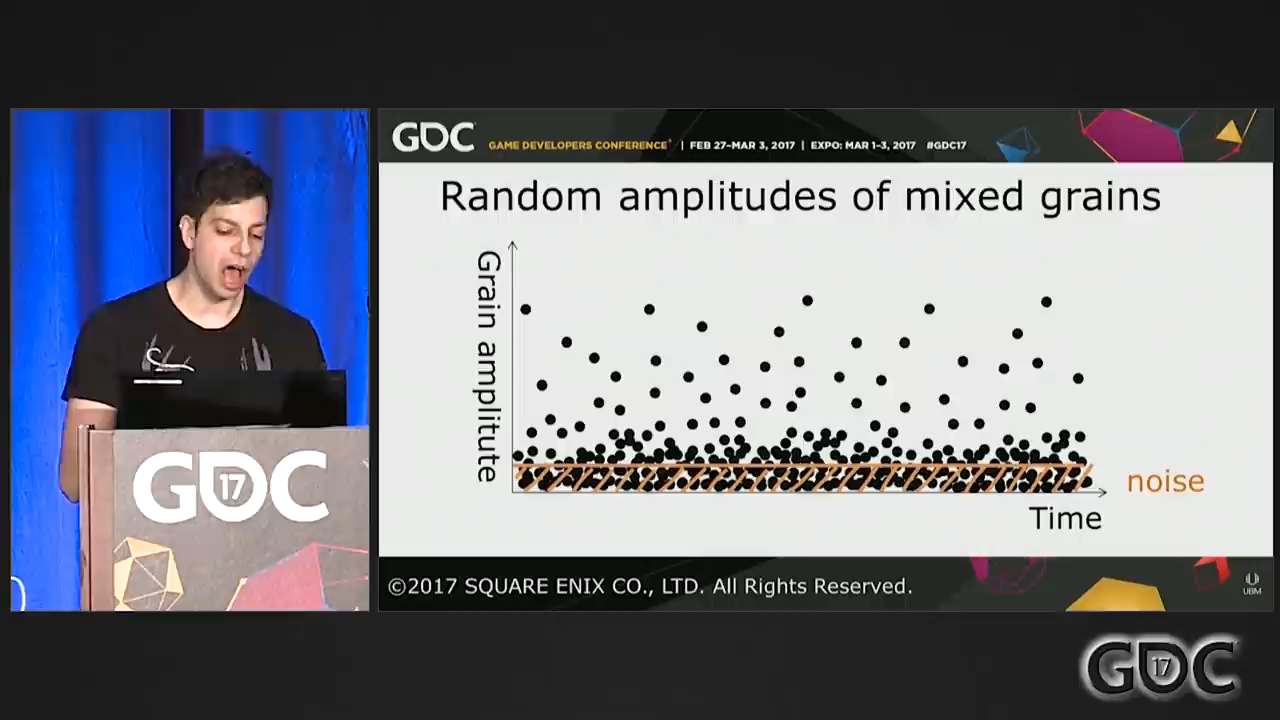 GDC
GAME DEVELOPERS CONFERENCE | FEB 27–MAR 3, 2017 | EXPO: MAR 1–3, 2017 #GDC17
Random amplitudes of mixed grains
Grain amplitute
noise
Time
GDC
17
©2017 SQUARE ENIX CO., LTD. All Rights Reserved.
UBM
GDC
17